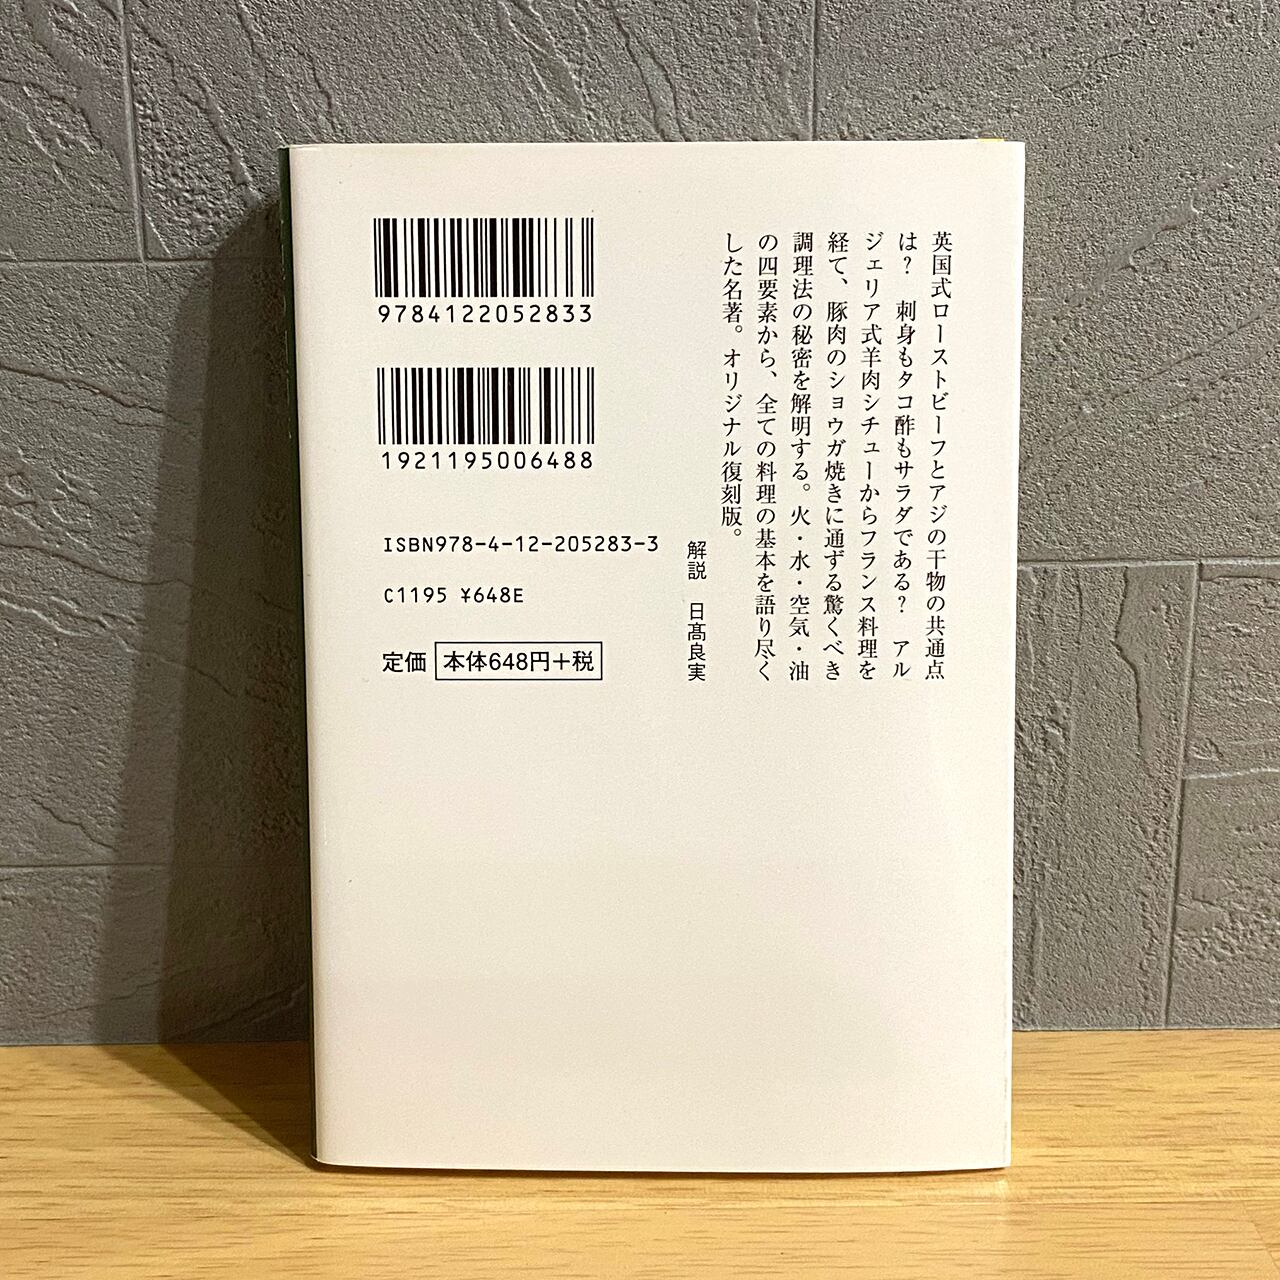 英国式ローストビーフとアジの干物の共通点
は?　刺身もタコ酢もサラダである?　アル
ジェリア式羊肉シチューからフランス料理を
経て、豚肉のショウガ焼きに通ずる驚くべき
調理法の秘密を解明する。火・水・空気・油
の四要素から、全ての料理の基本を語り尽く
した名著。オリジナル復刻版。
解説　日髙良実
9784122052833
1921195006488
ISBN978-4-12-205283-3
C1195 ¥648E
定価 本体648円+税